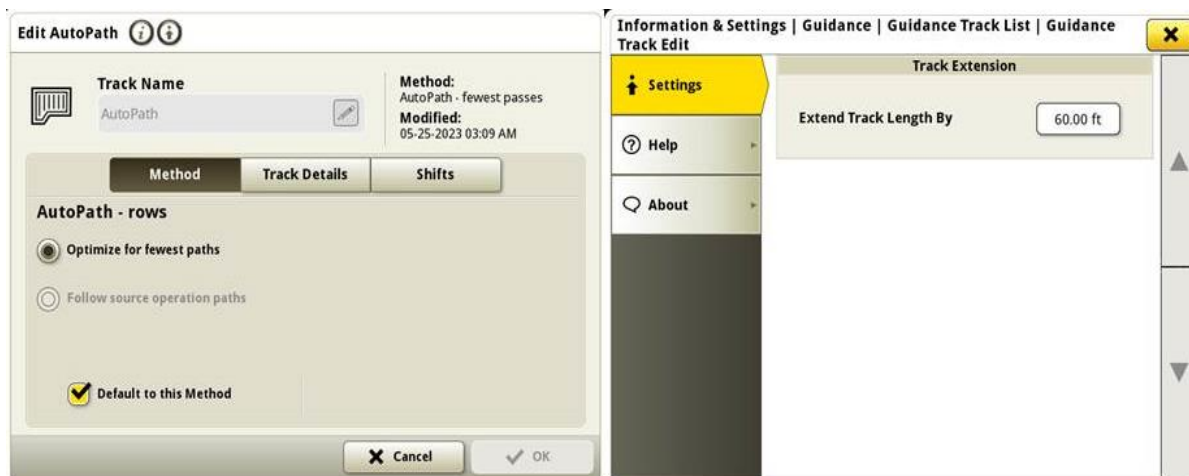 Edit AutoPath
Track Name
AutoPath
Method:
AutoPath - fewest passes
Modified:
05-25-2023 03:09 AM
Method
Track Details
Shifts
AutoPath - rows
Optimize for fewest paths
Follow source operation paths
Default to this Method
Cancel
OK
Information & Settings | Guidance | Guidance Track List | Guidance
Track Edit
Settings
Help
About
Track Extension
Extend Track Length By
60.00 ft